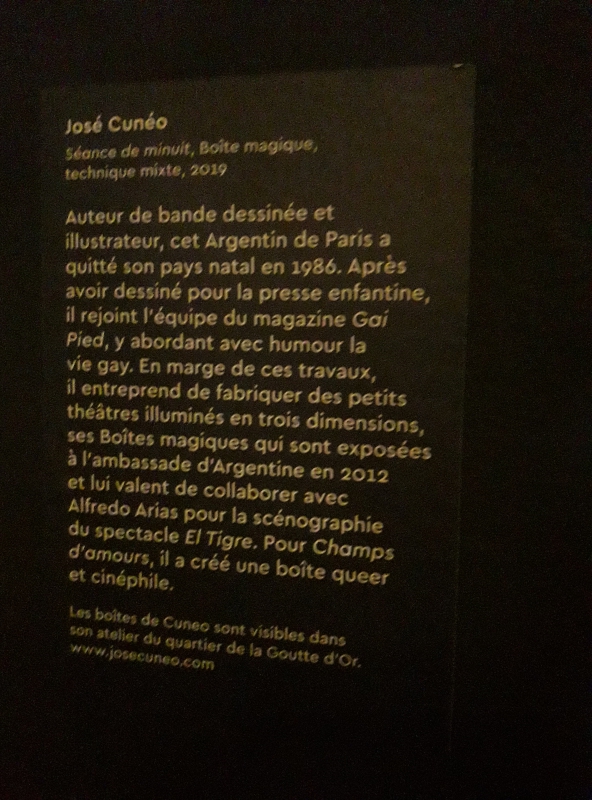 José Cunéo
Séance de minuit, Boîte magique,
technique mixte, 2019
Auteur de bande dessinée et
illustrateur, cet Argentin de Paris a
quitté son pays natal en 1986. Après
avoir dessiné pour la presse enfantine,
il rejoint l'équipe du magazine Gai
Pied, y abordant avec humour la
vie gay. En marge de ces travaux,
il entreprend de fabriquer des petits
théâtres illuminés en trois dimensions,
ses Boîtes magiques qui sont exposées
à l'ambassade d'Argentine en 2012
et lui valent de collaborer avec
Alfredo Arias pour la scénographie
du spectacle El Tigre. Pour Champs
d'amours, il a créé une boîte queer
et cinéphile.
Les boîtes de Cuneo sont visibles dans
son atelier du quartier de la Goutte d'Or.
www.josecuneo.com